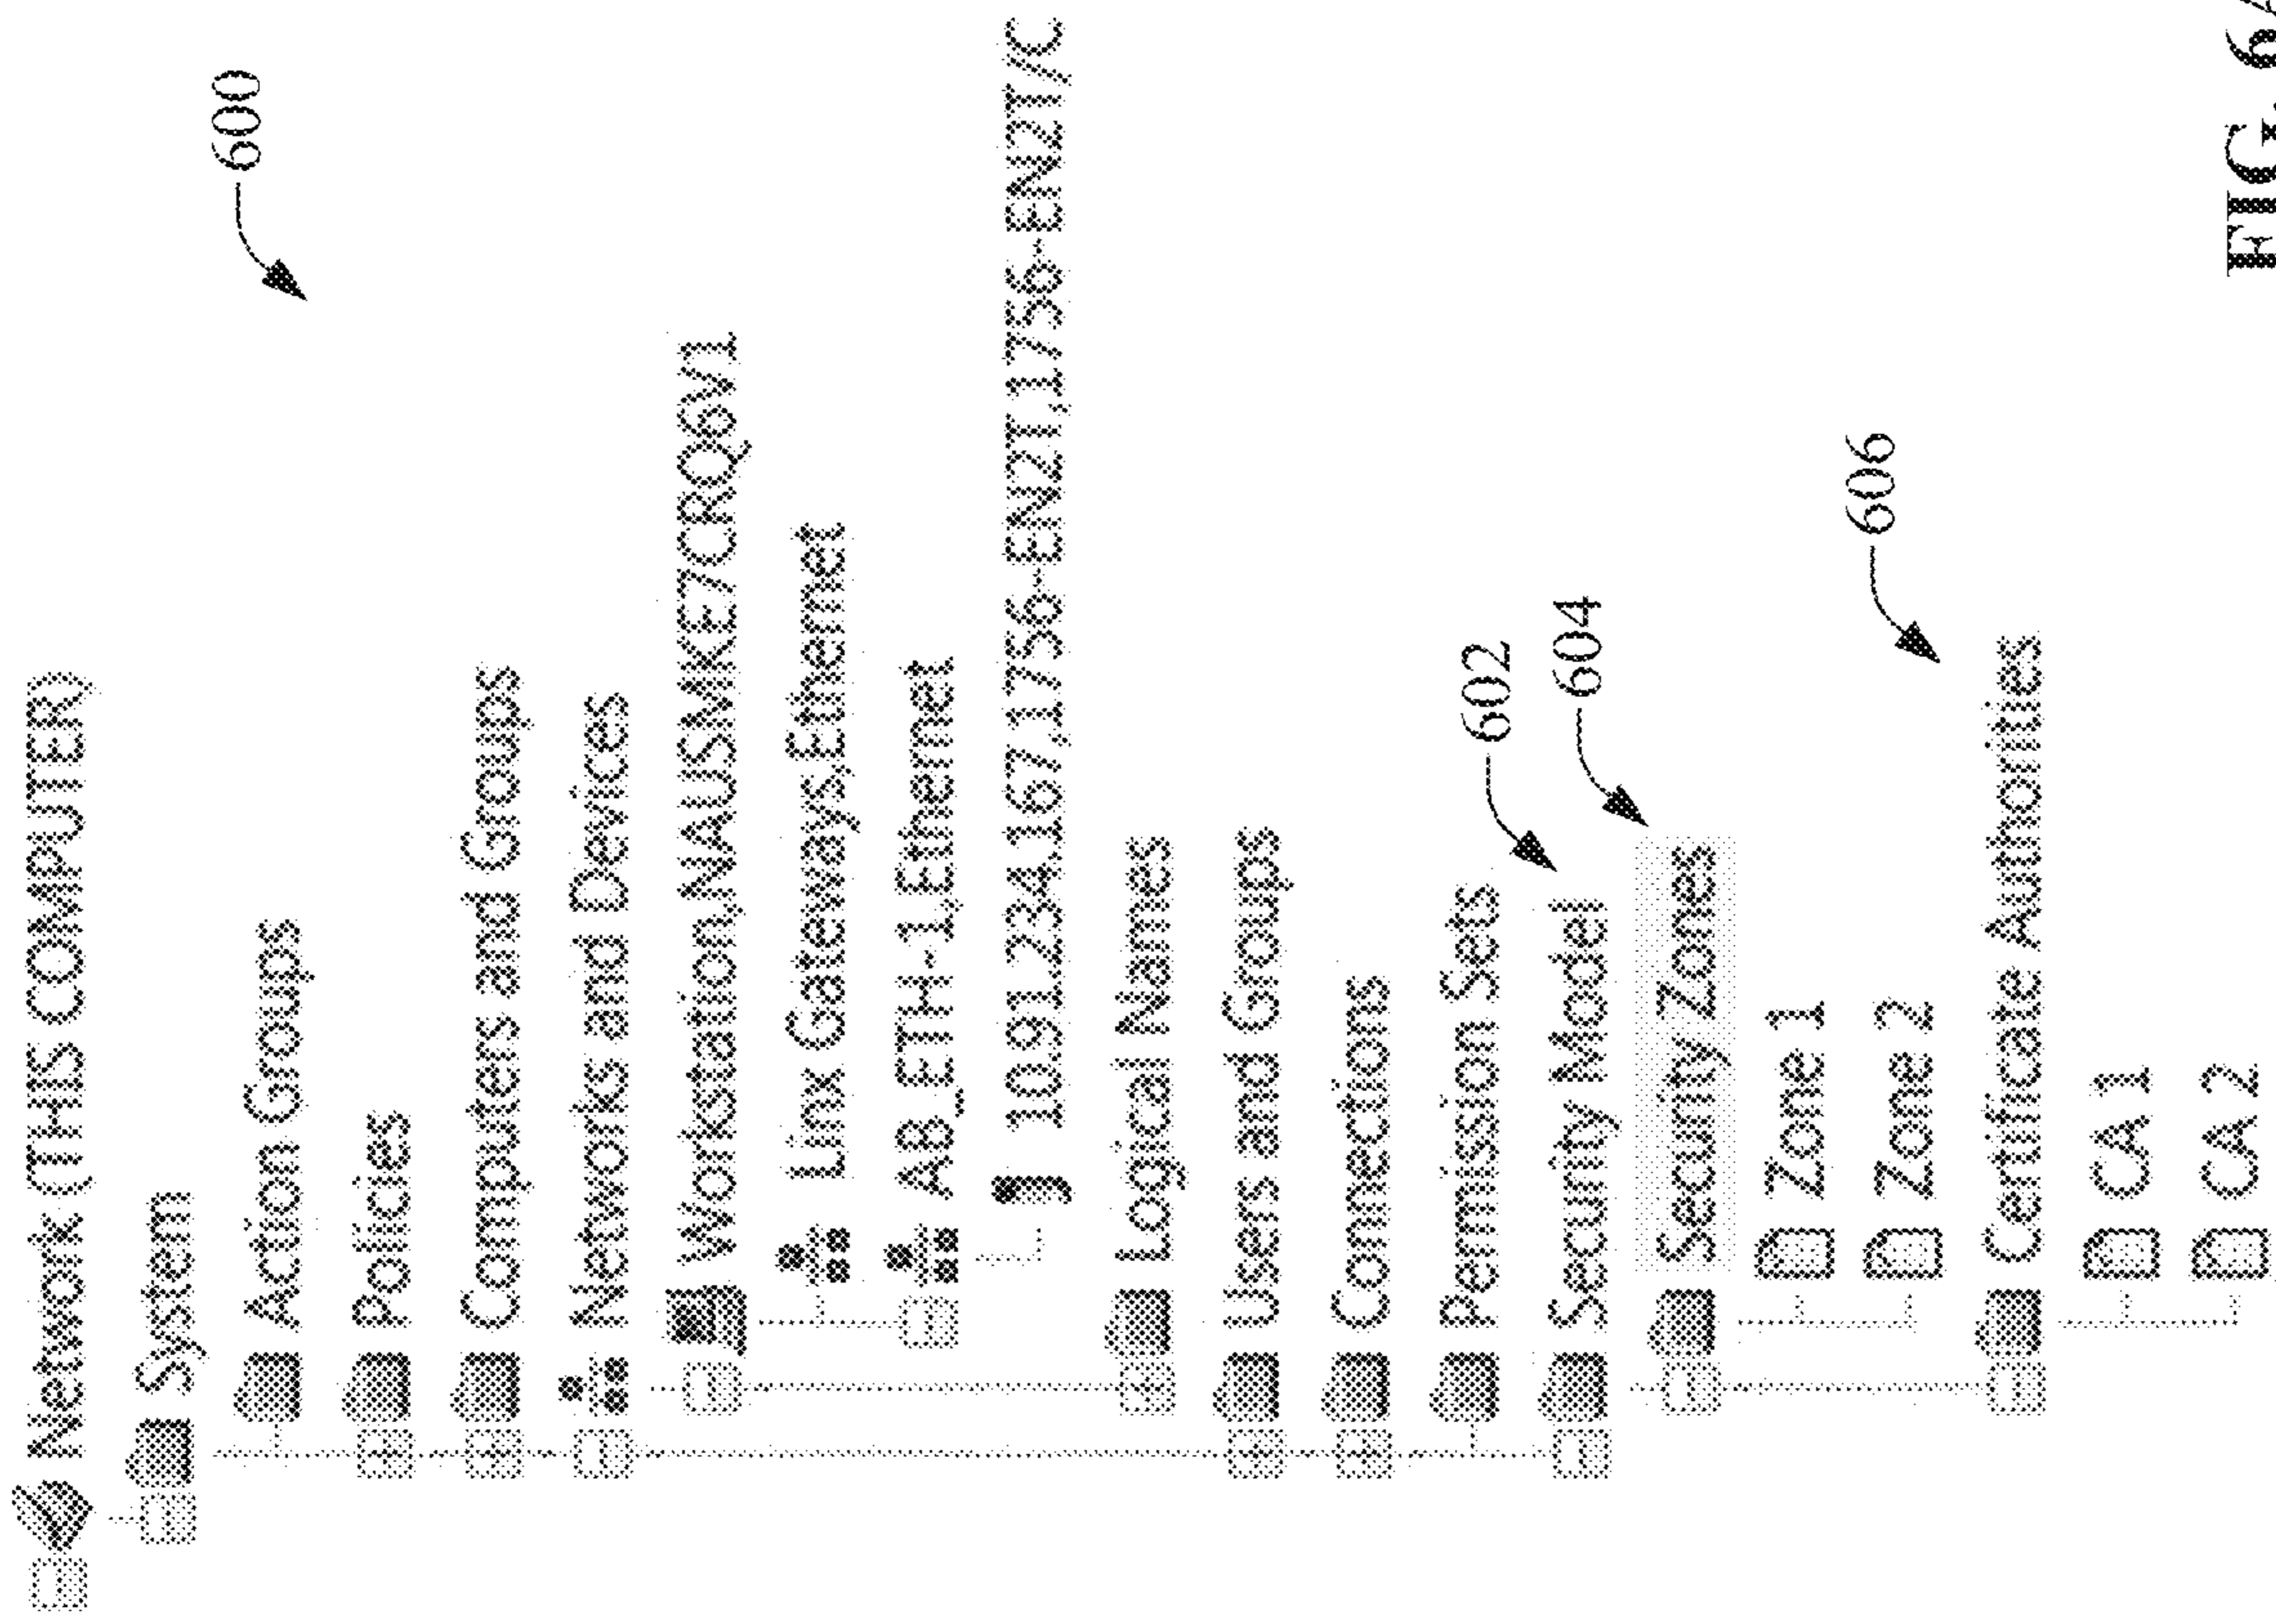 Network (THIS COMPUTER)
System
600
Action Groups
Policies
Computers and Groups
Networks and Devices
Workstation,NAUSMKE7CRQ6V1
Linx Gateways,Ethernet
AB_ETH-1,Ethernet
10.91.234.167,1756-EN2T,1756-EN2T/C
Logical Names
Users and Groups
Connections
Permission Sets
602
Security Model
604
Security Zones
Zone 1
Zone 2
606
Certificate Authorities
CA 1
CA 2
FIG. 6A